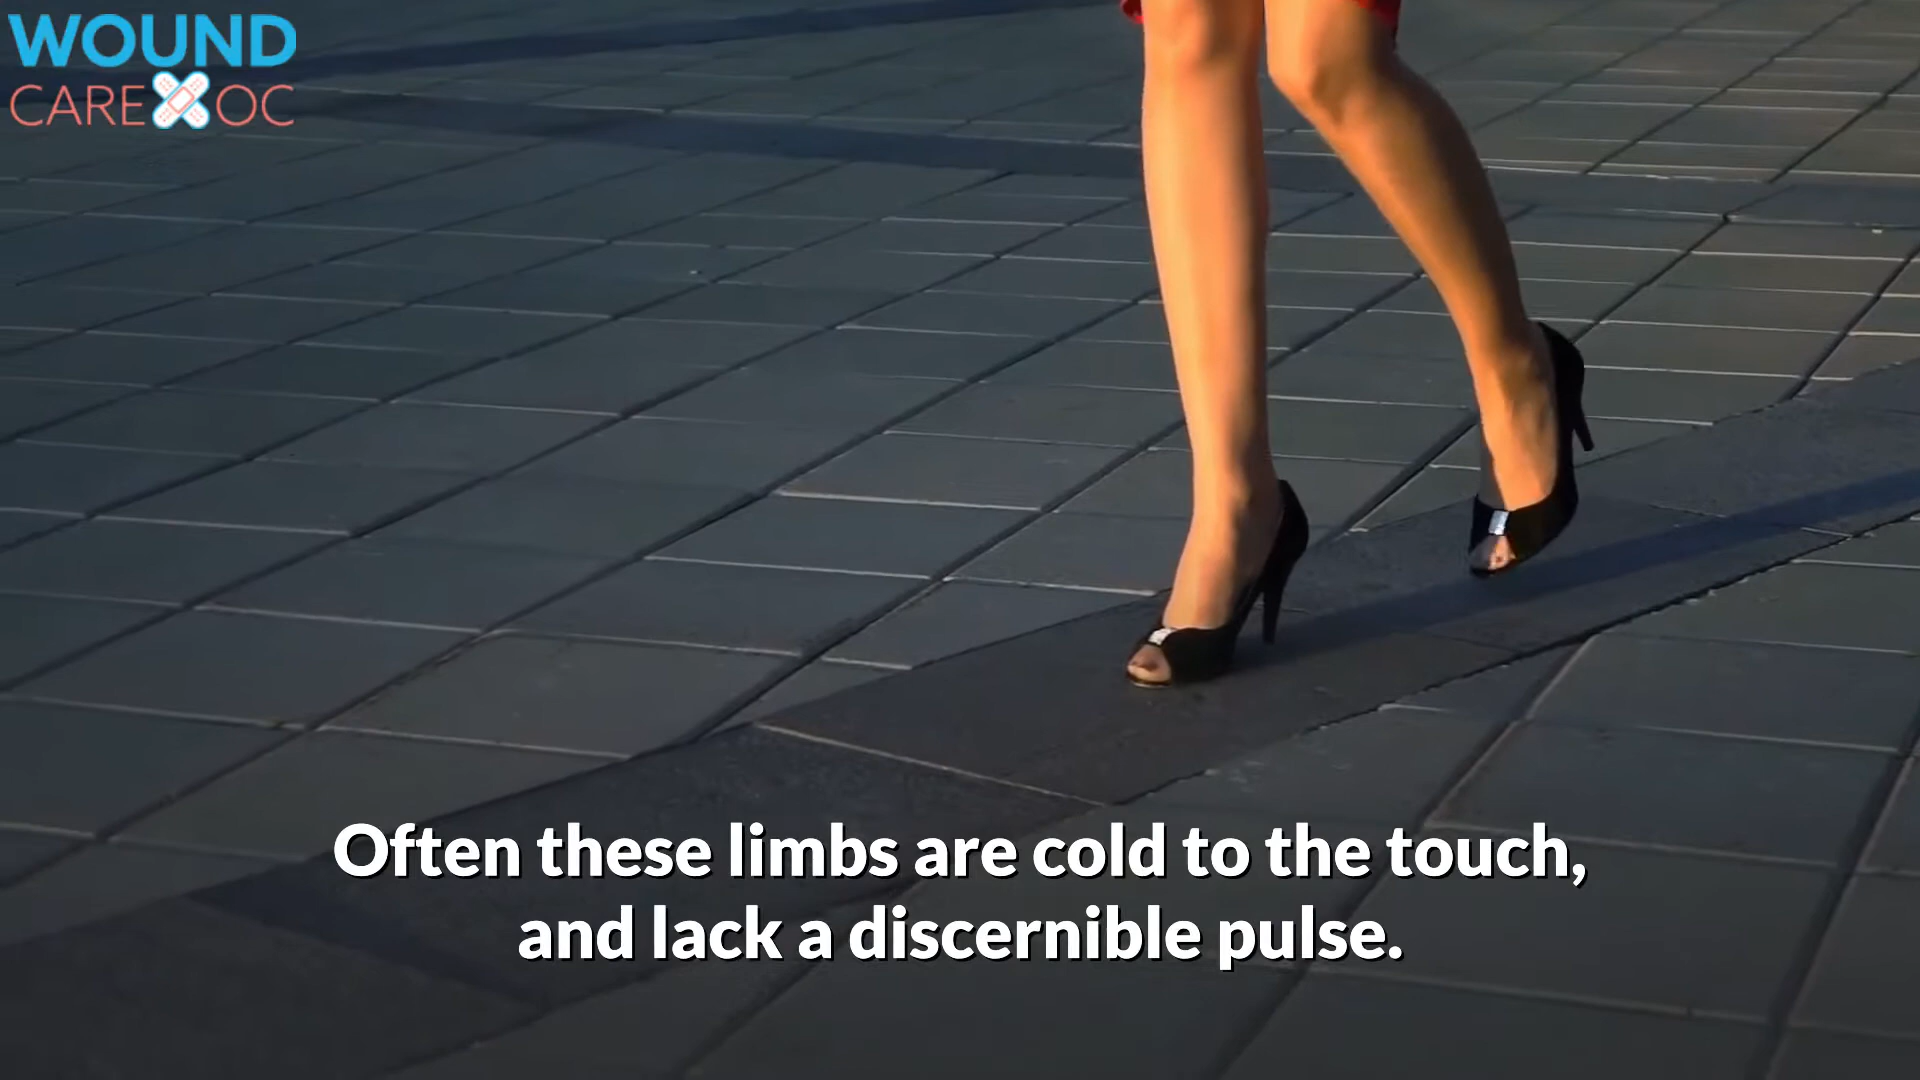 WOUND
CARE OC
Often these limbs are cold to the touch,
and lack a discernible pulse.